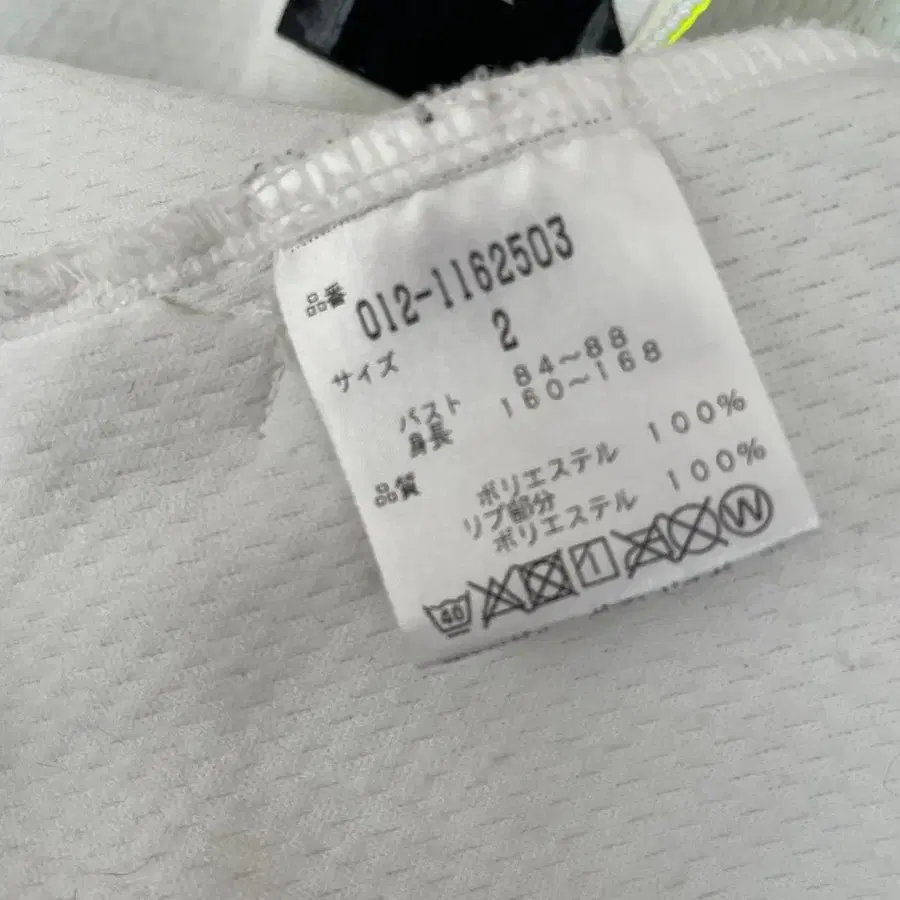 品番 012-1162503
サイズ 2
バスト 84～88
身長 160～168
品質 ポリエステル 100%
リブ部分
ポリエステル 100%
40 W